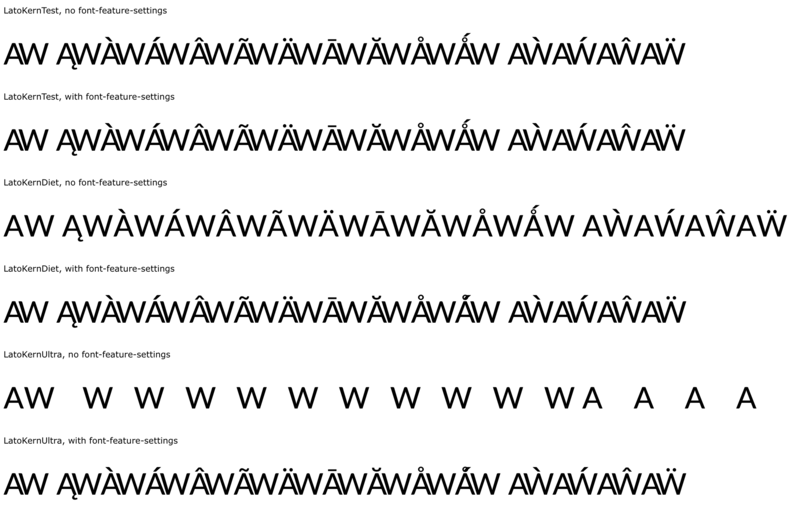 LatoKernTest, no font-feature-settings
AW ĄWÀWÁWÂWÃWÄWĀWĂWÅWǺW AẀAẂAŴAẄ
LatoKernTest, with font-feature-settings
AW ĄWÀWÁWÂWÃWÄWĀWĂWÅWǺW AẀAẂAŴAẄ
LatoKernDiet, no font-feature-settings
AW ĄWÀWÁWÂWÃWÄWĀWĂWÅWǺW AẀAẂAŴAẄ
LatoKernDiet, with font-feature-settings
AW ĄWÀWÁWÂWÃWÄWĀWĂWÅWǺW AẀAẂAŴAẄ
LatoKernUltra, no font-feature-settings
AW W W W W W W W W W W A A A A
LatoKernUltra, with font-feature-settings
AW ĄWÀWÁWÂWÃWÄWĀWĂWÅWǺW AẀAẂAŴAẄ